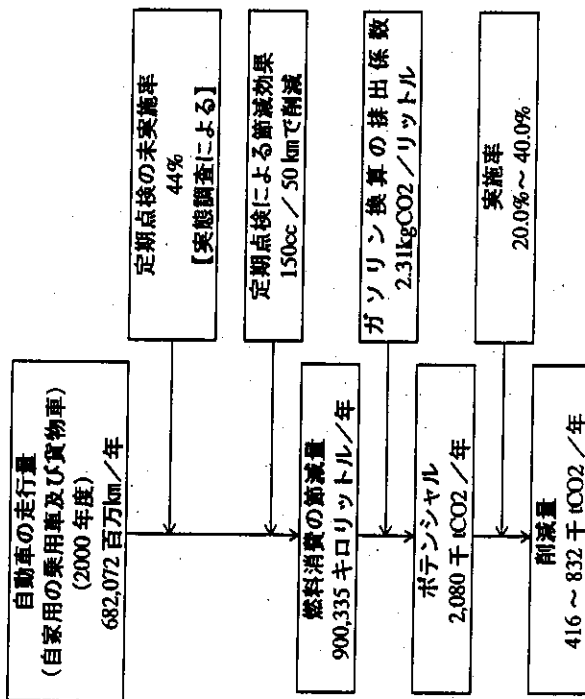 自動車の走行量
(自家用の乗用車及び貨物車)
(2000 年度)
682,072 百万km／年
定期点検の未実施率
44%
【実態調査による】
定期点検による節減効果
150cc／50 kmで削減
燃料消費の節減量
900,335 キロリットル／年
ガソリン換算の排出係数
2.31kgCO2／リットル
ポテンシャル
2,080 千 tCO2／年
実施率
20.0%～40.0%
削減量
416～832 千 tCO2／年